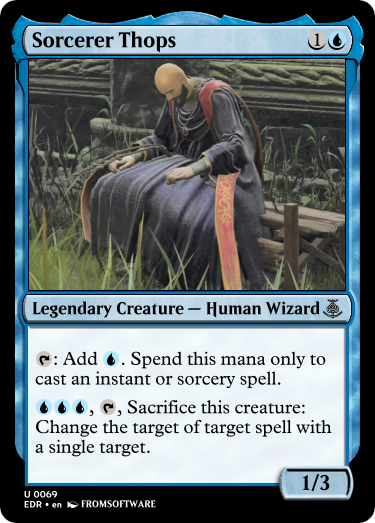 Sorcerer Thops 1
Legendary Creature — Human Wizard
: Add . Spend this mana only to
cast an instant or sorcery spell.
, , Sacrifice this creature:
Change the target of target spell with
a single target.
1/3
U 0069
EDR • en FROMSOFTWARE